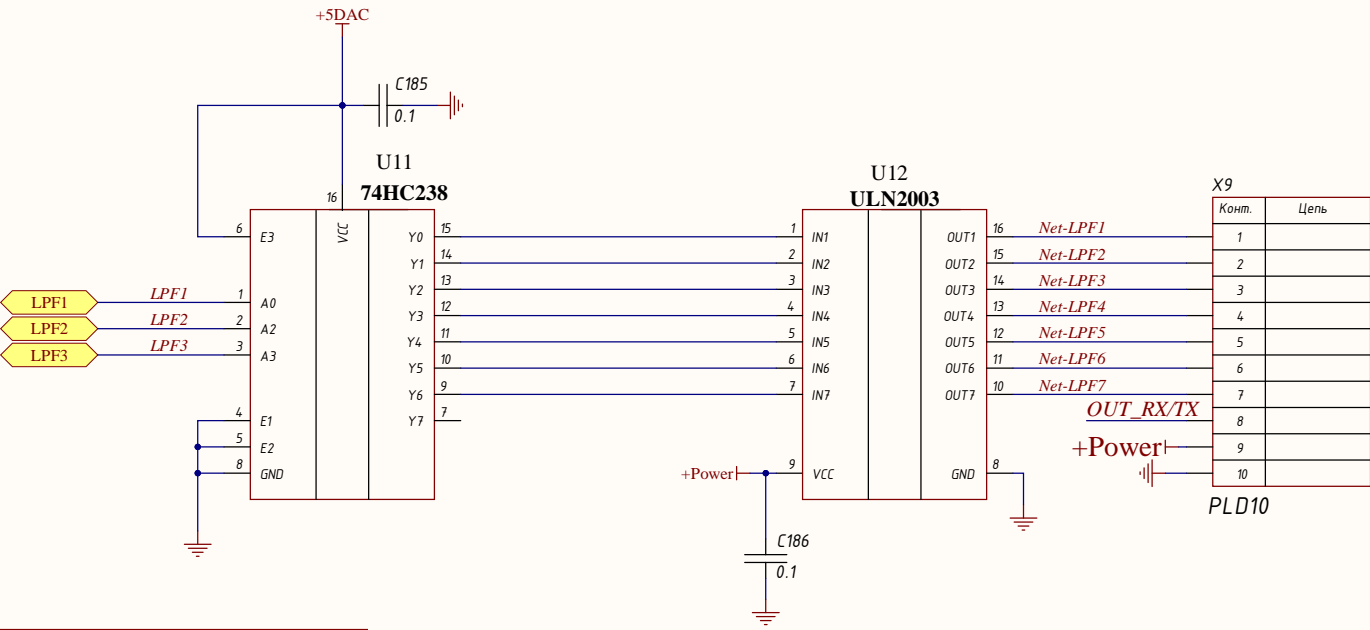 +5DAC
C185
0.1
U11
74HC238
16
VCC
6 E3
1 A0
2 A2
3 A3
4 E1
5 E2
8 GND
Y0 15
Y1 14
Y2 13
Y3 12
Y4 11
Y5 10
Y6 9
Y7 7
LPF1 LPF1
LPF2 LPF2
LPF3 LPF3
U12
ULN2003
1 IN1
2 IN2
3 IN3
4 IN4
5 IN5
6 IN6
7 IN7
+Power 9 VCC
OUT1 16 Net-LPF1
OUT2 15 Net-LPF2
OUT3 14 Net-LPF3
OUT4 13 Net-LPF4
OUT5 12 Net-LPF5
OUT6 11 Net-LPF6
OUT7 10 Net-LPF7
GND 8
C186
0.1
X9
Конт. Цепь
1
2
3
4
5
6
7
OUT_RX/TX 8
+Power 9
10
PLD10